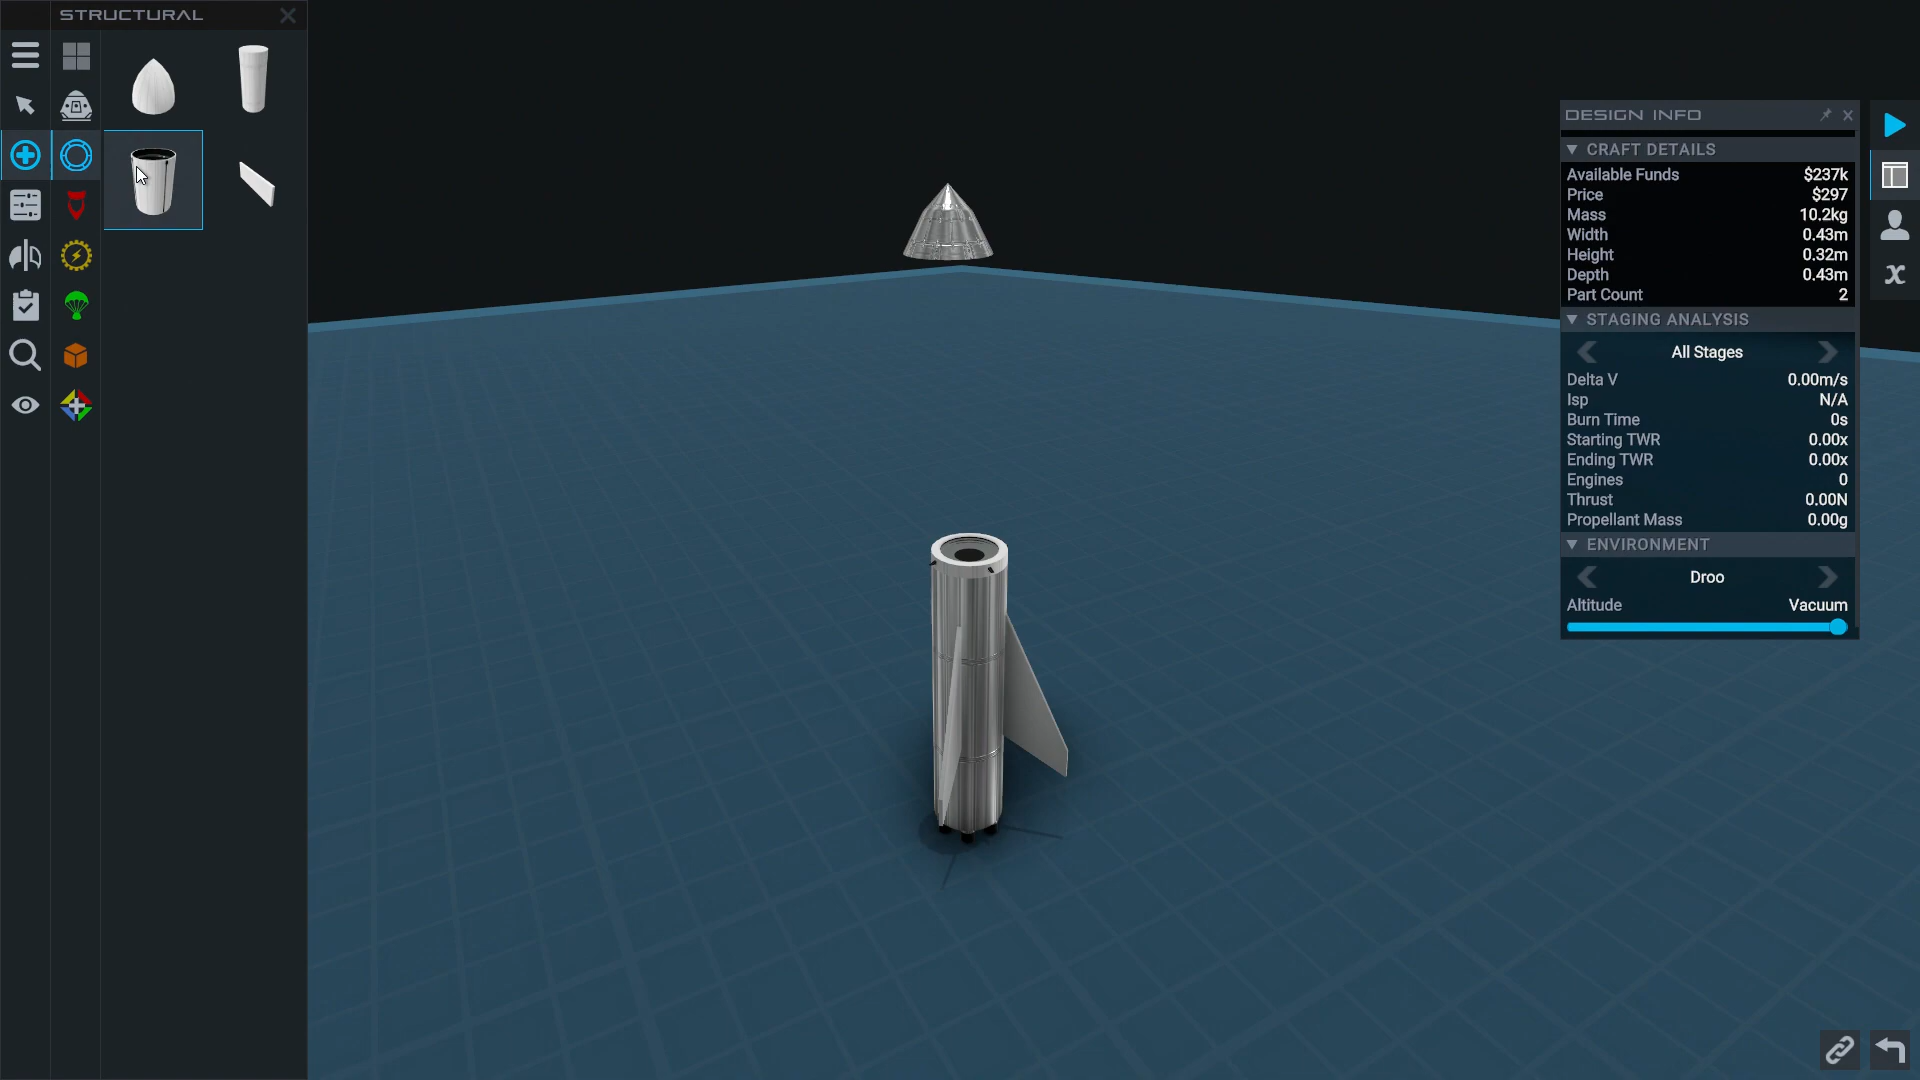 STRUCTURAL
DESIGN INFO
CRAFT DETAILS
Available Funds $237k
Price $297
Mass 10.2kg
Width 0.43m
Height 0.32m
Depth 0.43m
Part Count 2
STAGING ANALYSIS
All Stages
Delta V 0.00m/s
Isp N/A
Burn Time 0s
Starting TWR 0.00x
Ending TWR 0.00x
Engines 0
Thrust 0.00N
Propellant Mass 0.00g
ENVIRONMENT
Droo
Altitude Vacuum